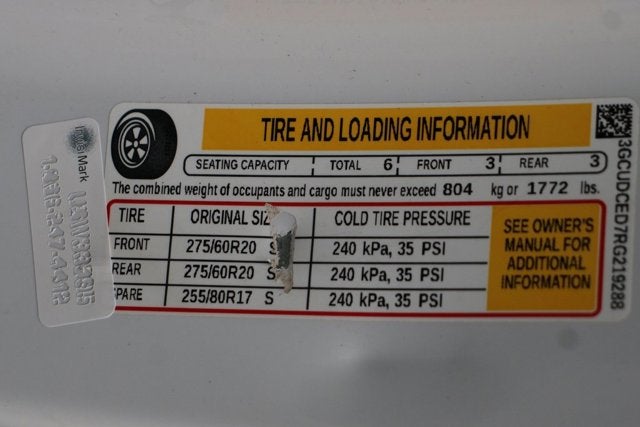 TIRE AND LOADING INFORMATION
SEATING CAPACITY TOTAL 6 FRONT 3 REAR 3
The combined weight of occupants and cargo must never exceed 804 kg or 1772 lbs.
TIRE ORIGINAL COLD TIRE PRESSURE
FRONT 275/60R20 240 kPa, 35 PSI
REAR 275/60R20 S 240 kPa, 35 PSI
SPARE 255/80R17 S 240 kPa, 35 PSI
SEE OWNER'S
MANUAL FOR
ADDITIONAL
INFORMATION
3GCUDCED7RG219288